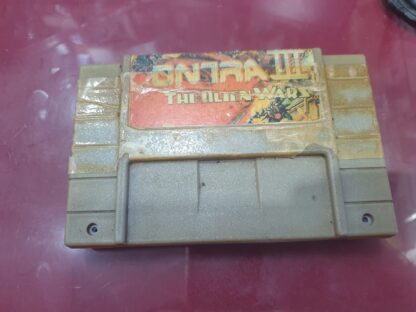 ONTRA III
THE ALIEN WARS